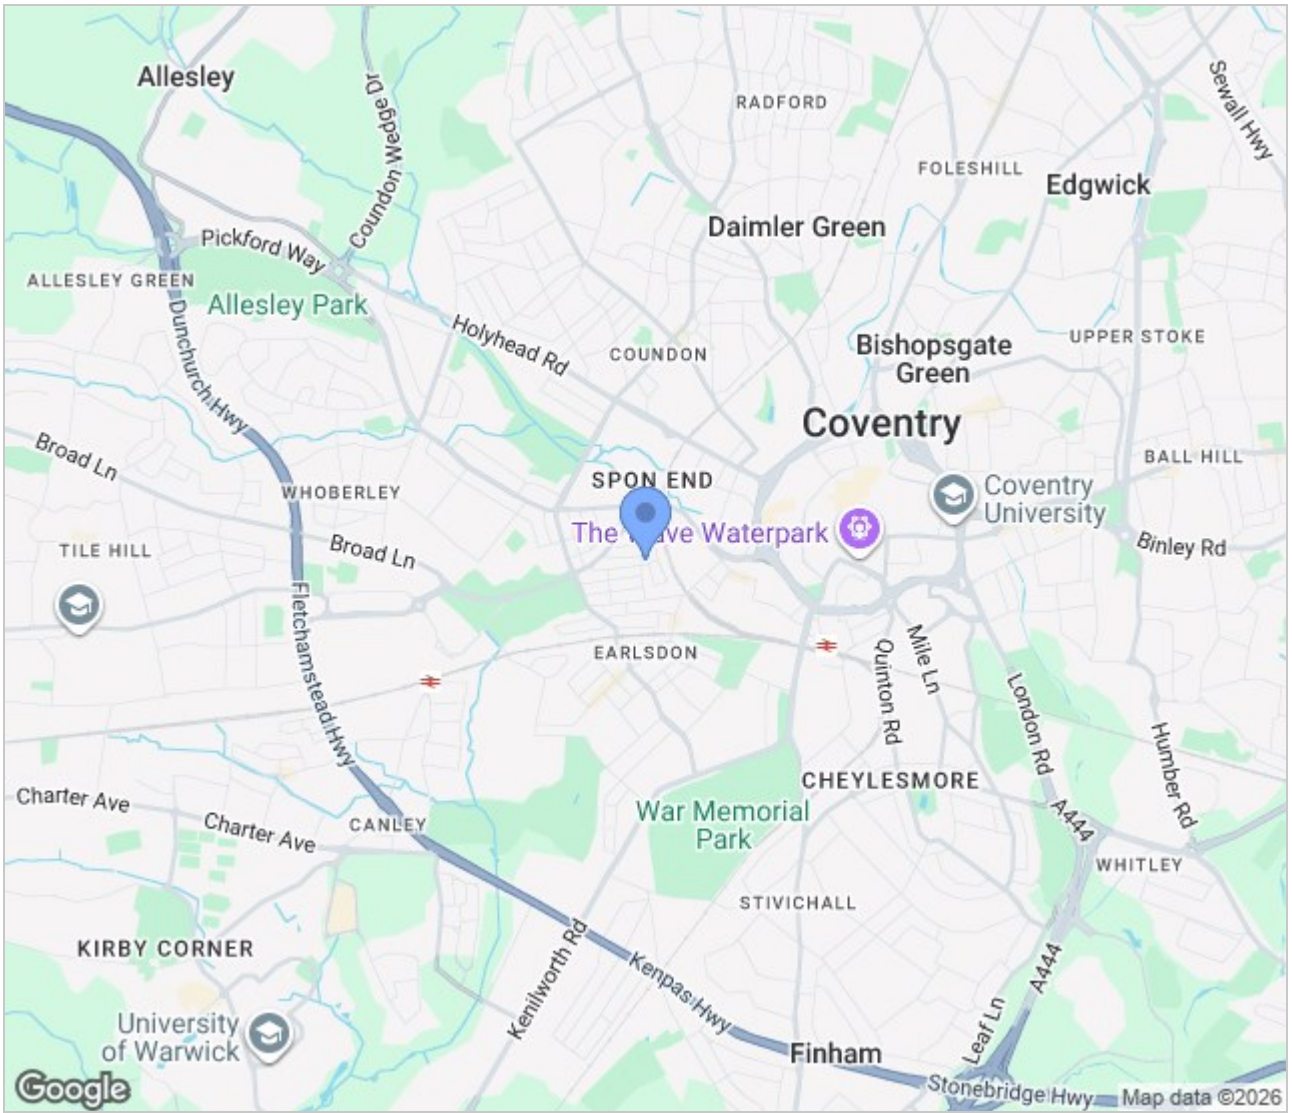 Allesley
Coundon Wedge Dr
RADFORD
Sewall Hwy
FOLESHILL
Edgwick
Daimler Green
Pickford Way
ALLESLEY GREEN
Allesley Park
Dunchurch Hwy
Holyhead Rd
COUNDON
Bishopsgate
Green
UPPER STOKE
Coventry
Broad Ln
BALL HILL
SPON END
WHOBERLEY
Coventry
University
The Wave Waterpark
TILE HILL
Broad Ln
Binley Rd
Fletchamstead Hwy
EARLSDON
Mile Ln
Quinton Rd
London Rd
Humber Rd
CHEYLESMORE
Charter Ave
Charter Ave
CANLEY
War Memorial
Park
A444
WHITLEY
STIVICHALL
KIRBY CORNER
Kenilworth Rd
Kenpas Hwy
A444
University
of Warwick
Leaf Ln
Finham
Stonebridge Hwy
Google
Map data ©2026